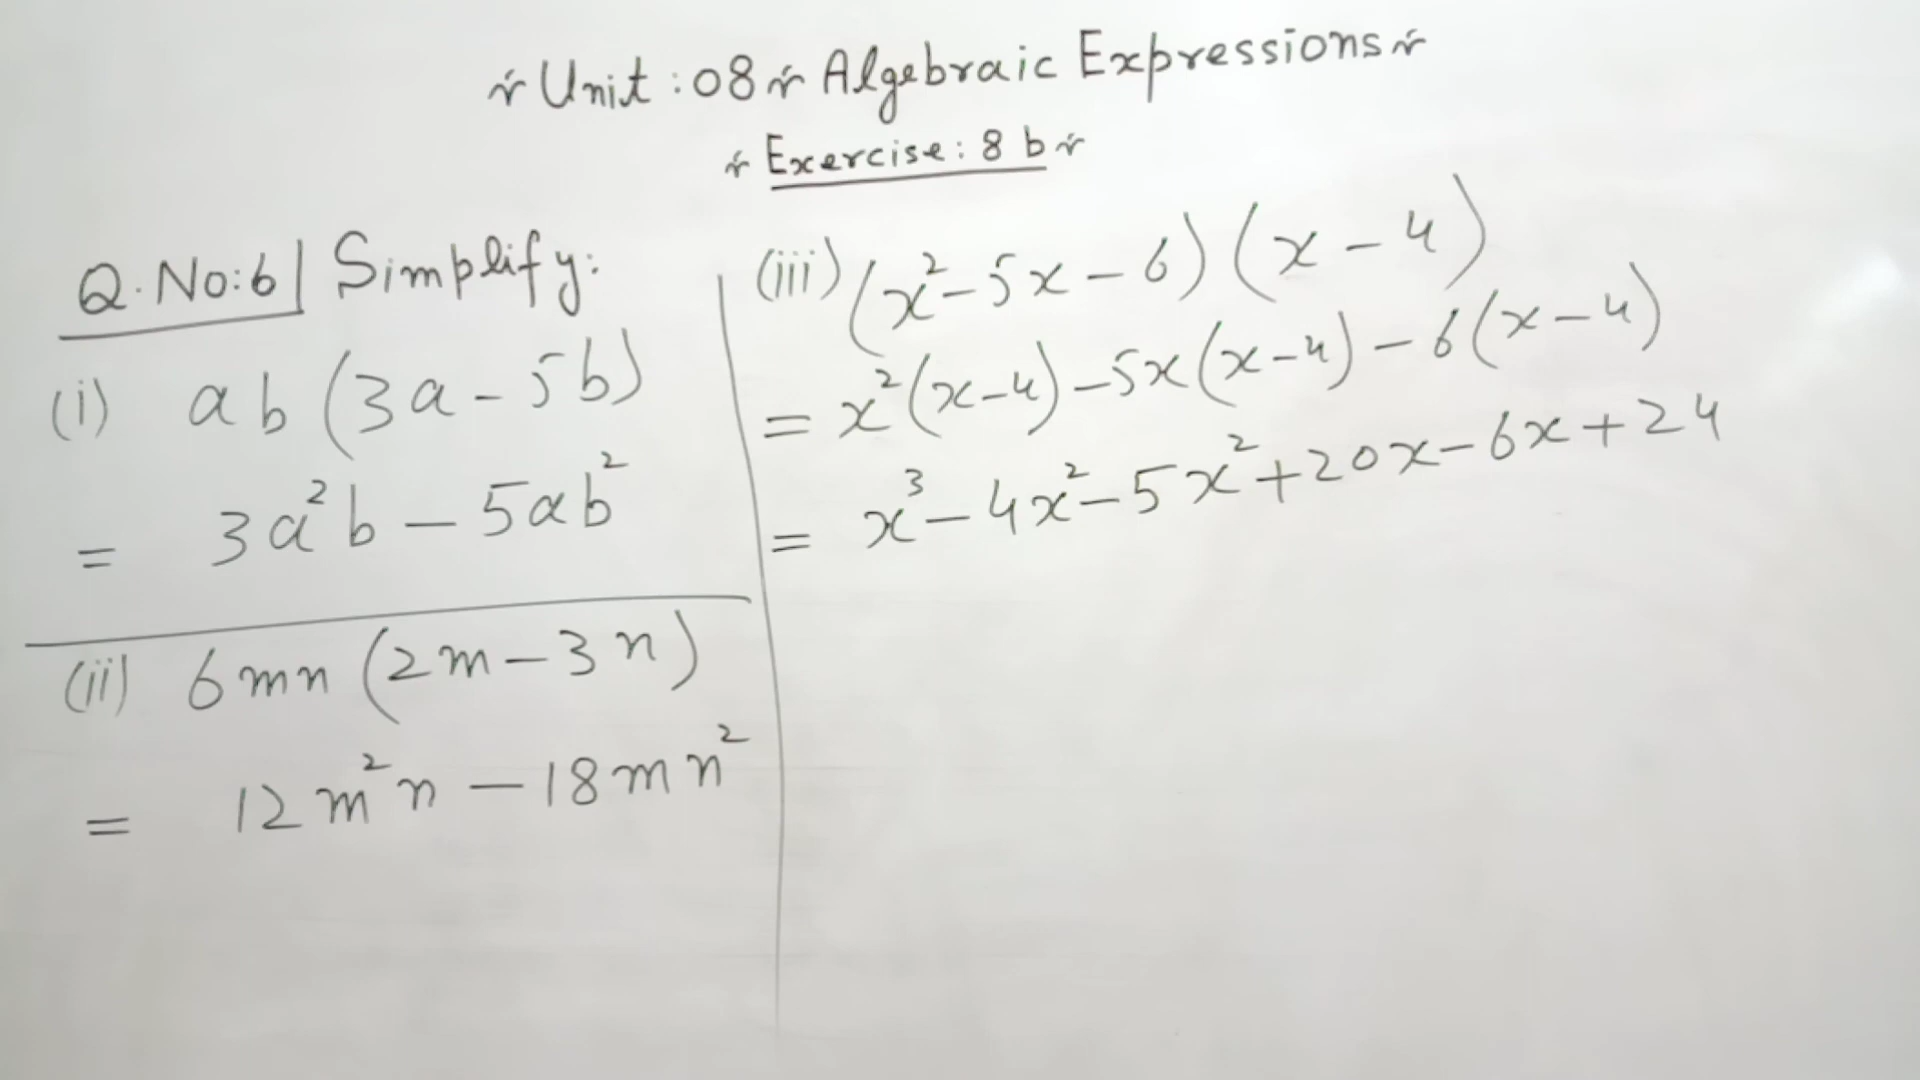 Unit: 08 Algebraic Expressions
Exercise: 8 b
Q.No:6 Simplify:
(i) ab(3a - 5b)
= 3a²b - 5ab²
(ii) 6mn(2m - 3n)
= 12m²n - 18mn²
(iii) (x² - 5x - 6)(x - 4)
= x²(x-4) - 5x(x-4) - 6(x-4)
= x³ - 4x² - 5x² + 20x - 6x + 24